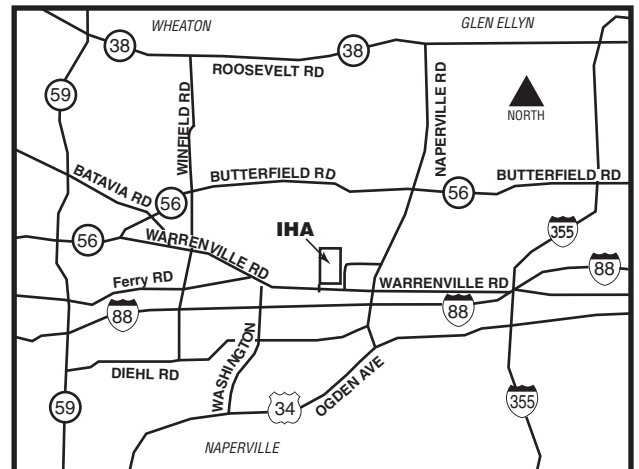 WHEATON
GLEN ELLYN
38
38
ROOSEVELT RD
59
WINFIELD RD
NAPERVILLE RD
NORTH
BATAVIA RD
BUTTERFIELD RD
BUTTERFIELD RD
56
56
56
WARRENVILLE RD
IHA
355
88
Ferry RD
WARRENVILLE RD
88
88
DIEHL RD
WASHINGTON
OGDEN AVE
34
59
355
NAPERVILLE